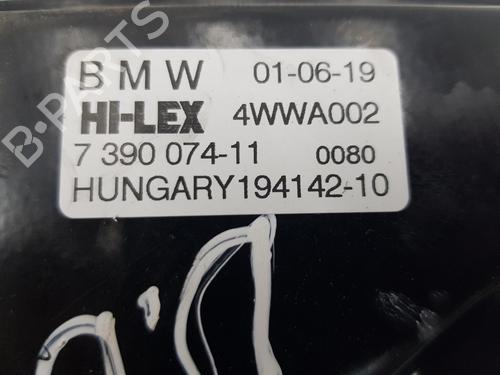 B-PARTS
BMW 01-06-19
HI-LEX 4WWA002
7 390 074-11 0080
HUNGARY194142-10